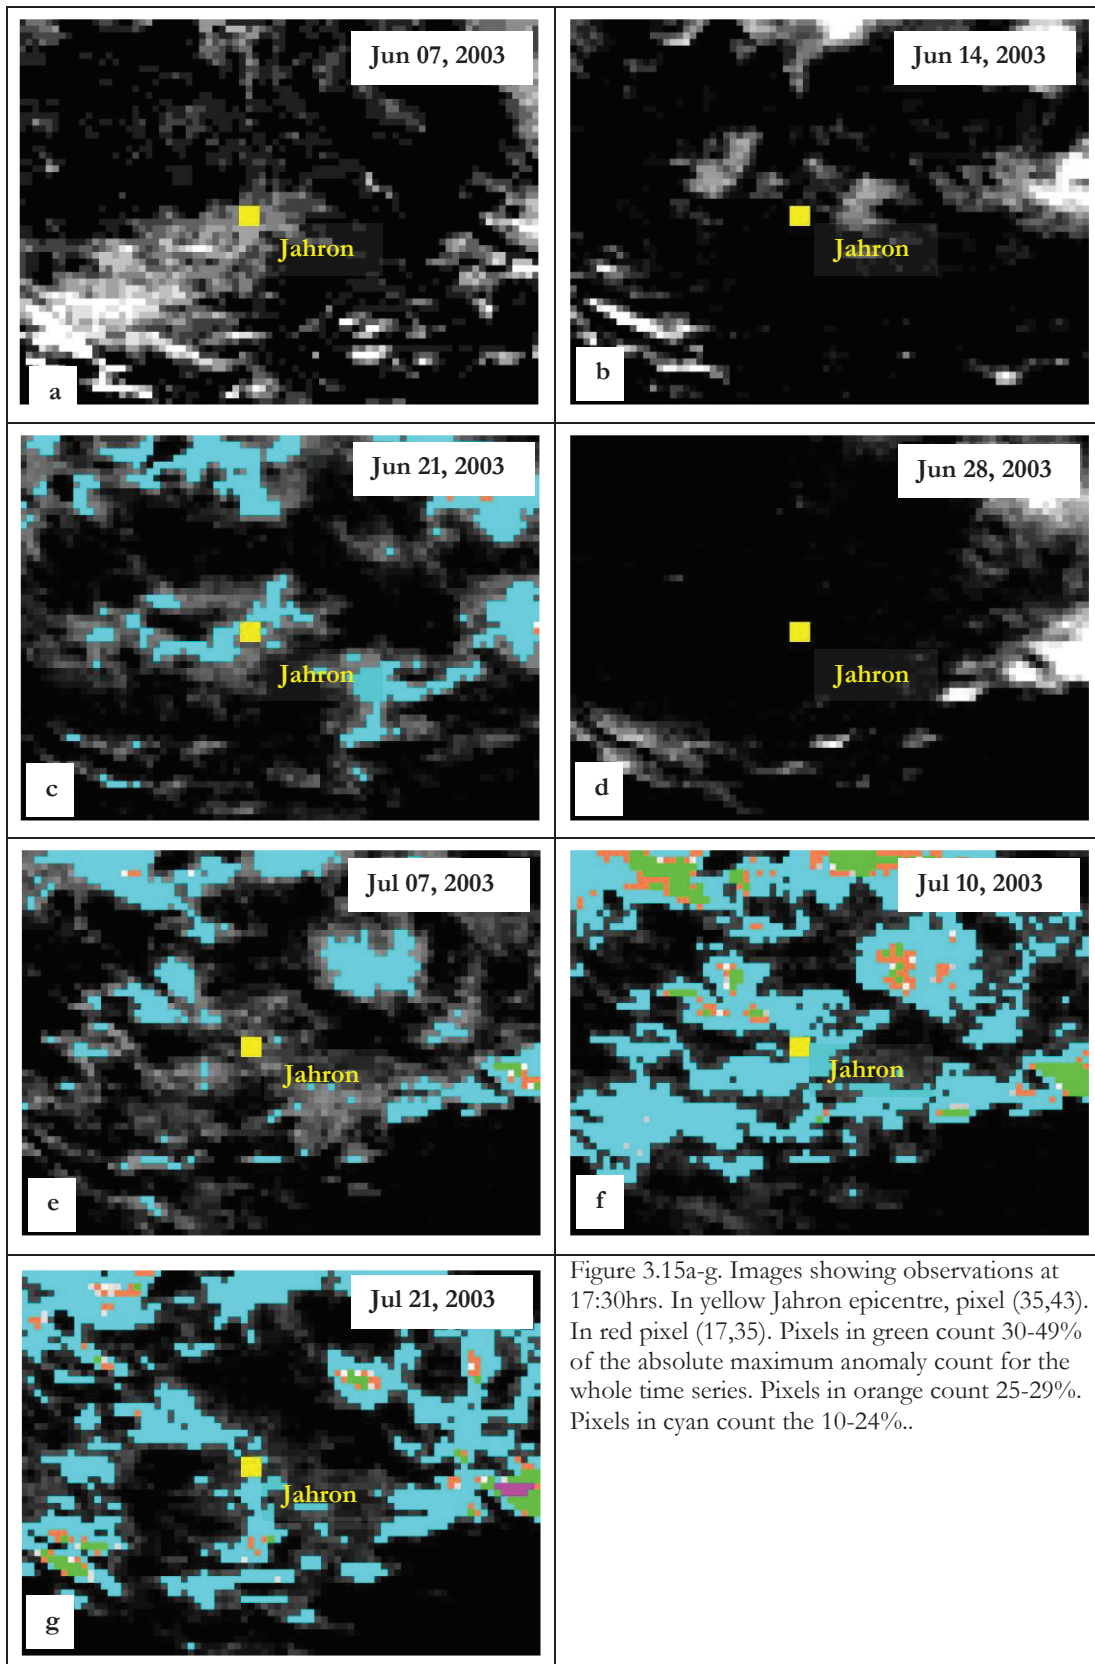 Jun 07, 2003
Jahron
a
Jun 14, 2003
Jahron
b
Jun 21, 2003
Jahron
c
Jun 28, 2003
Jahron
d
Jul 07, 2003
Jahron
e
Jul 10, 2003
Jahron
f
Jul 21, 2003
Jahron
g
Figure 3.15a-g. Images showing observations at
17:30hrs. In yellow Jahron epicentre, pixel (35,43).
In red pixel (17,35). Pixels in green count 30-49%
of the absolute maximum anomaly count for the
whole time series. Pixels in orange count 25-29%.
Pixels in cyan count the 10-24%..